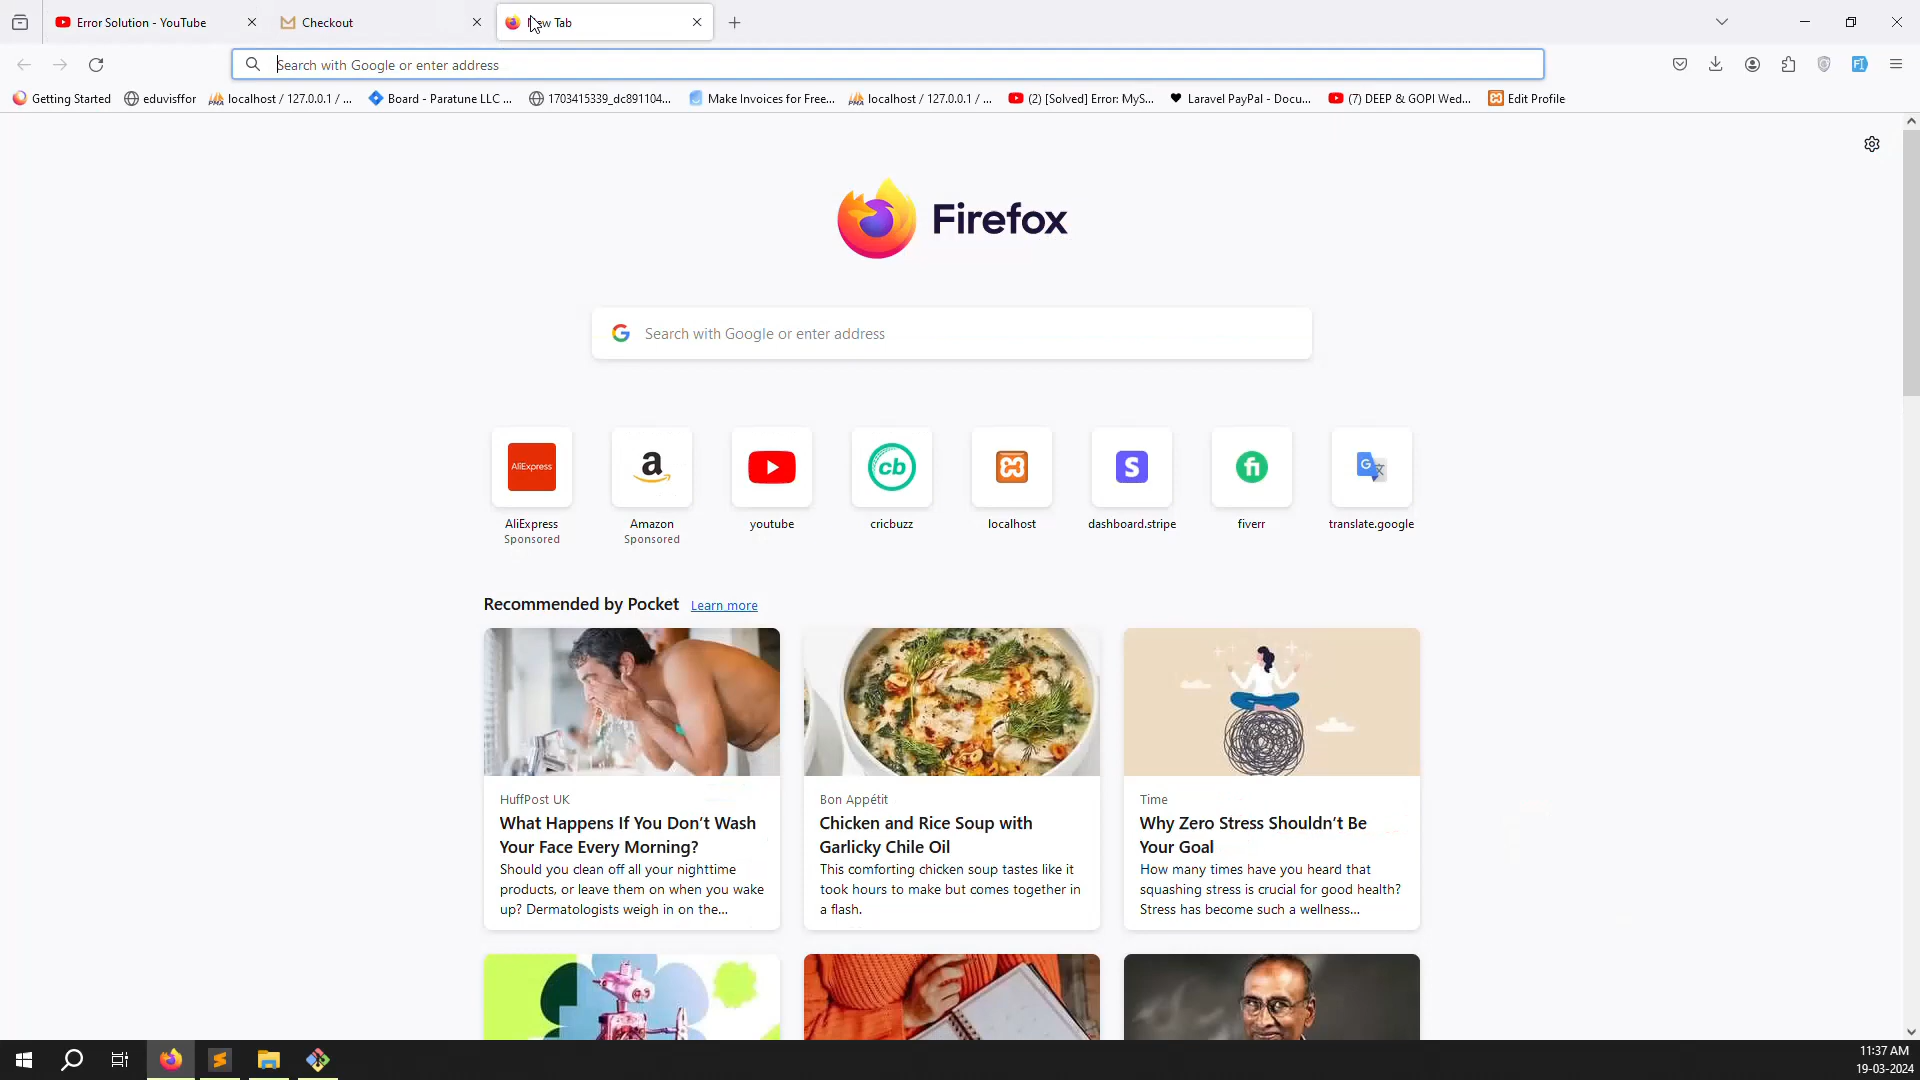 Error Solution - YouTube
Checkout
w Tab
Search with Google or enter address
Getting Started
eduvisffor
localhost / 127.0.0.1 / ...
Board - Paratune LLC ...
1703415339_dc891104...
Make Invoices for Free...
localhost / 127.0.0.1 / ...
(2) [Solved] Error: MyS...
Laravel PayPal - Docu...
(7) DEEP & GOPI Wed...
Edit Profile
Firefox
Search with Google or enter address
AliExpress
a
cb
S
fi
G
AliExpress
Sponsored
Amazon
Sponsored
youtube
cricbuzz
localhost
dashboard.stripe
fiverr
translate.google
Recommended by Pocket
Learn more
HuffPost UK
What Happens If You Don’t Wash
Your Face Every Morning?
Should you clean off all your nighttime
products, or leave them on when you wake
up? Dermatologists weigh in on the...
Bon Appétit
Chicken and Rice Soup with
Garlicky Chile Oil
This comforting chicken soup tastes like it
took hours to make but comes together in
a flash.
Time
Why Zero Stress Shouldn’t Be
Your Goal
How many times have you heard that
squashing stress is crucial for good health?
Stress has become such a wellness...
11:37 AM
19-03-2024